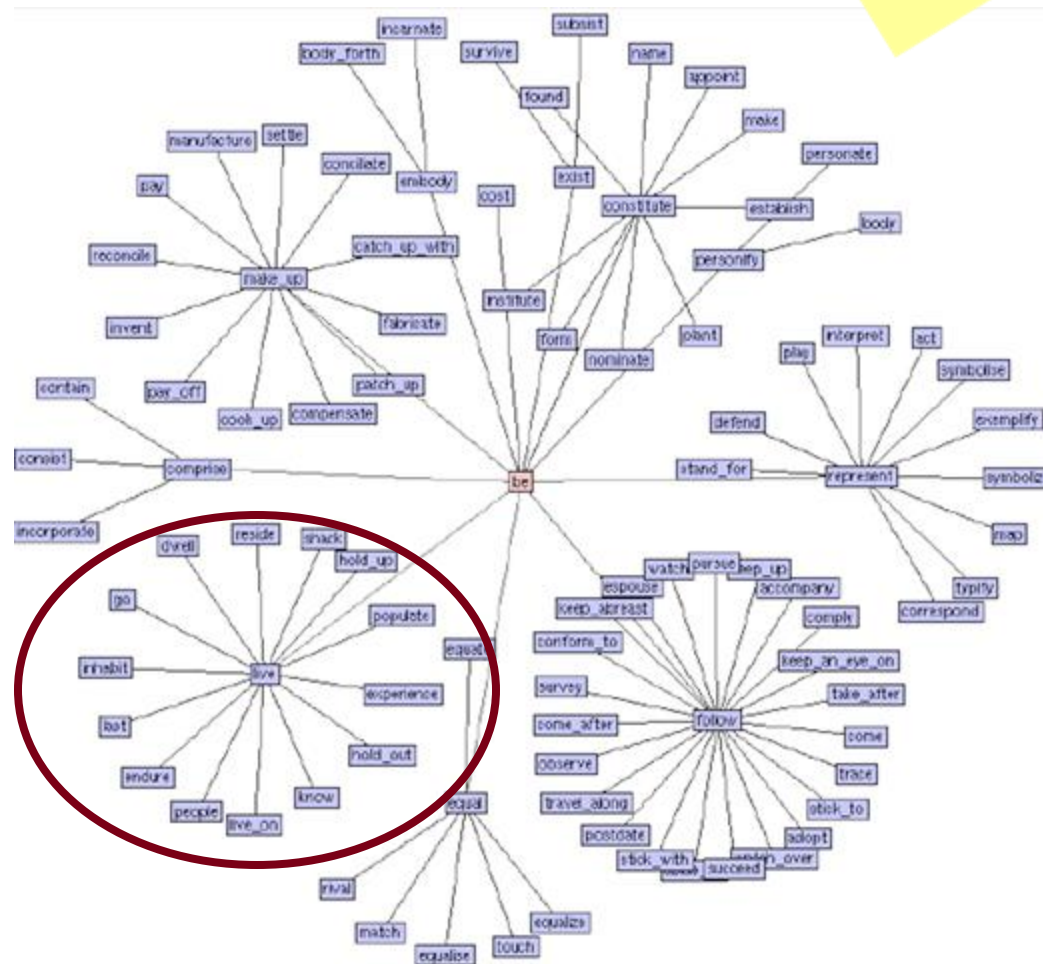 incarnate
subsist
body_forth
survive
name
appoint
found
make
manufacture
settle
conciliate
personate
pay
embody
exist
cost
constitute
establish
body
catch_up_with
reconcile
personify
make_up
institute
invent
fabricate
form
plant
nominate
interpret
act
play
symbolise
contain
pay_off
patch_up
cook_up
compensate
exemplify
defend
consist
comprise
be
stand_for
represent
symboliz
incorporate
map
dwell
reside
shack
hold_up
watch
pursue
ep_up
espouse
accompany
typify
correspond
go
populate
keep_abreast
comply
conform_to
equate
inhabit
live
keep_an_eye_on
experience
survey
take_after
last
come_after
follow
come
hold_out
observe
trace
endure
know
people
live_on
equal
travel_along
stick_to
postdate
adopt
stick_with
succeed
_over
rival
match
equalise
touch
equalize